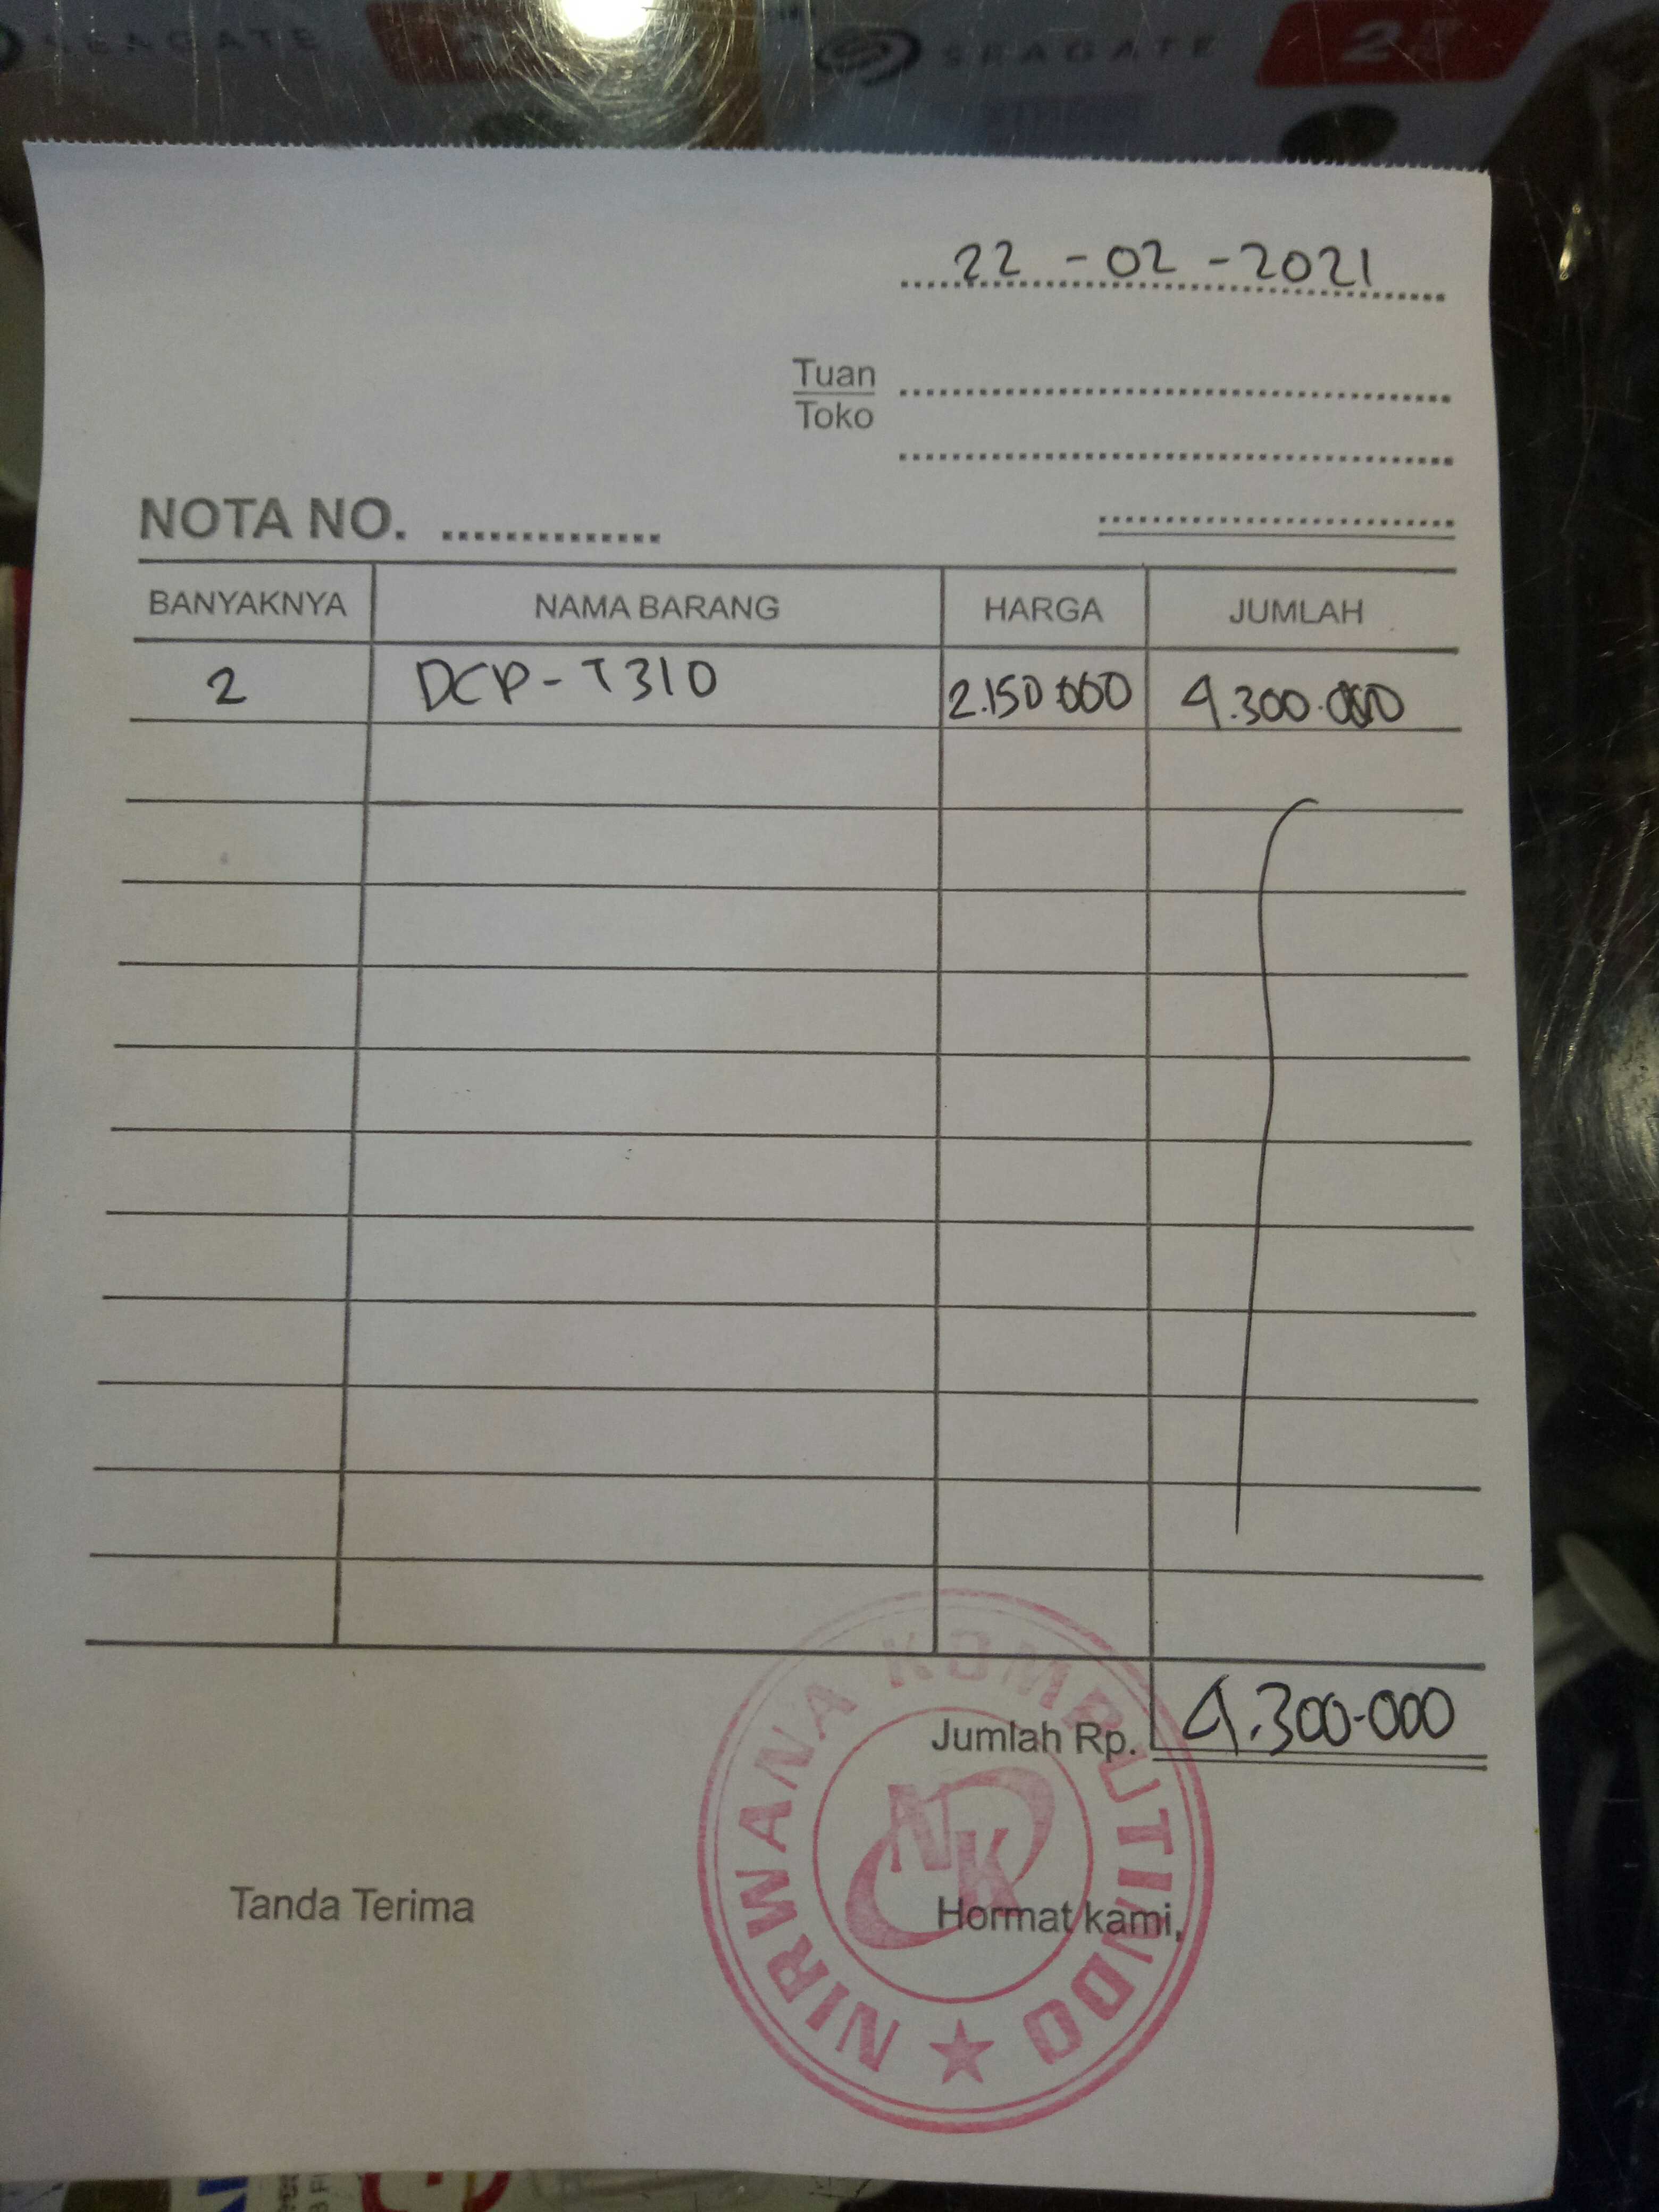 SEAGATE
SEAGATE 2
22 - 02 - 2021
Tuan
Toko
NOTA NO.
BANYAKNYA NAMA BARANG HARGA JUMLAH
2 DCP-T310 2.150.000 4.300.000
Jumlah Rp. 4.300.000
Tanda Terima Hormat kami,
NIRWANA KOMPUTINDO
NK